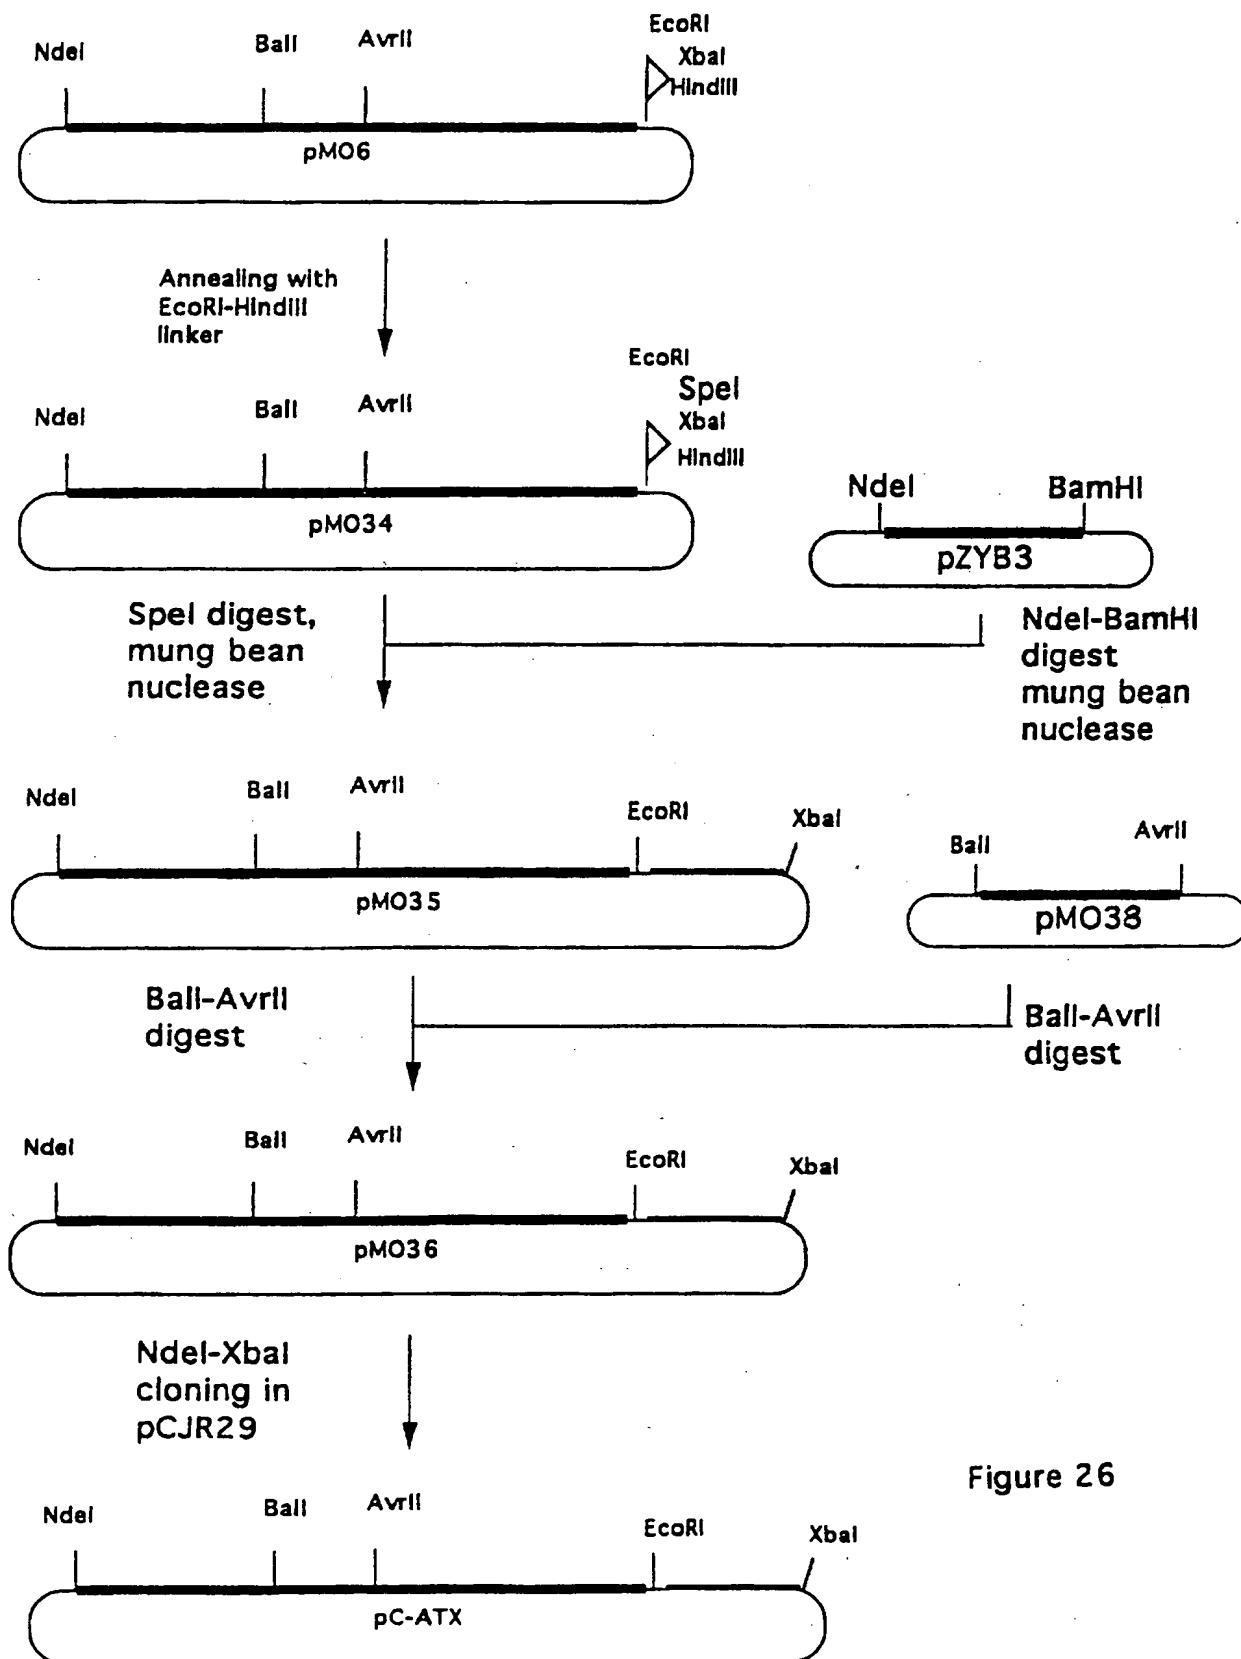 EcoRI
NdeI
BalI
AvrII
XbaI
HindIII
pMO6
Annealing with
EcoRI-HindIII
linker
EcoRI
SpeI
NdeI
BalI
AvrII
XbaI
HindIII
pMO34
NdeI
BamHI
pZYB3
SpeI digest,
mung bean
nuclease
NdeI-BamHI
digest
mung bean
nuclease
NdeI
BalI
AvrII
EcoRI
XbaI
pMO35
BalI
AvrII
pMO38
BalI-AvrII
digest
BalI-AvrII
digest
NdeI
BalI
AvrII
EcoRI
XbaI
pMO36
NdeI-XbaI
cloning in
pCJR29
Figure 26
NdeI
BalI
AvrII
EcoRI
XbaI
pC-ATX